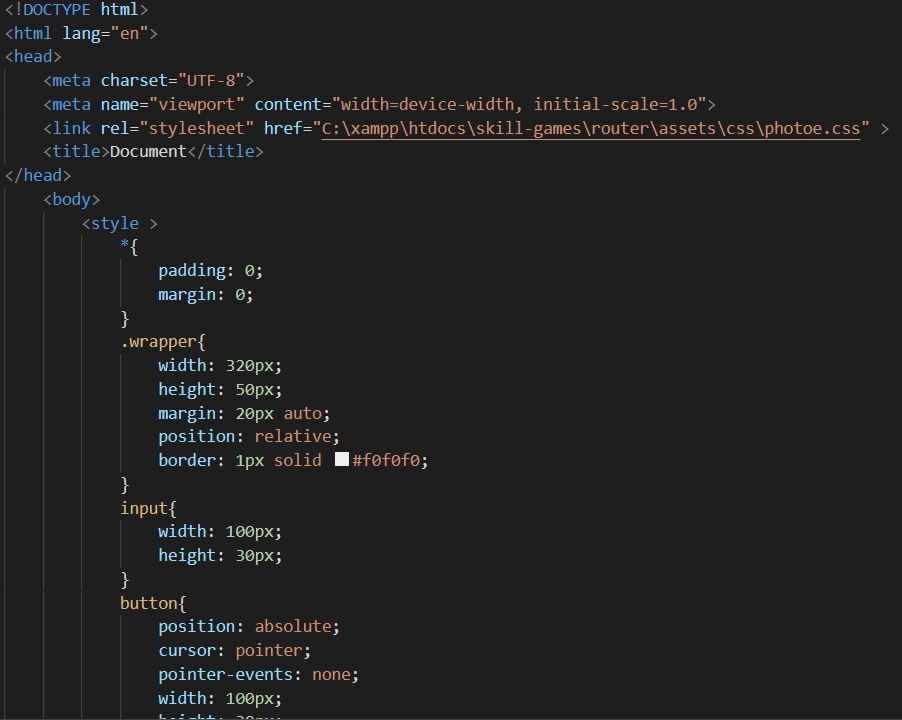 <!DOCTYPE html>
<html lang="en">
<head>
    <meta charset="UTF-8">
    <meta name="viewport" content="width=device-width, initial-scale=1.0">
    <link rel="stylesheet" href="C:\xampp\htdocs\skill-games\router\assets\css\photoe.css" >
    <title>Document</title>
</head>
    <body>
        <style >
            *{
                padding: 0;
                margin: 0;
            }
            .wrapper{
                width: 320px;
                height: 50px;
                margin: 20px auto;
                position: relative;
                border: 1px solid #f0f0f0;
            }
            input{
                width: 100px;
                height: 30px;
            }
            button{
                position: absolute;
                cursor: pointer;
                pointer-events: none;
                width: 100px;